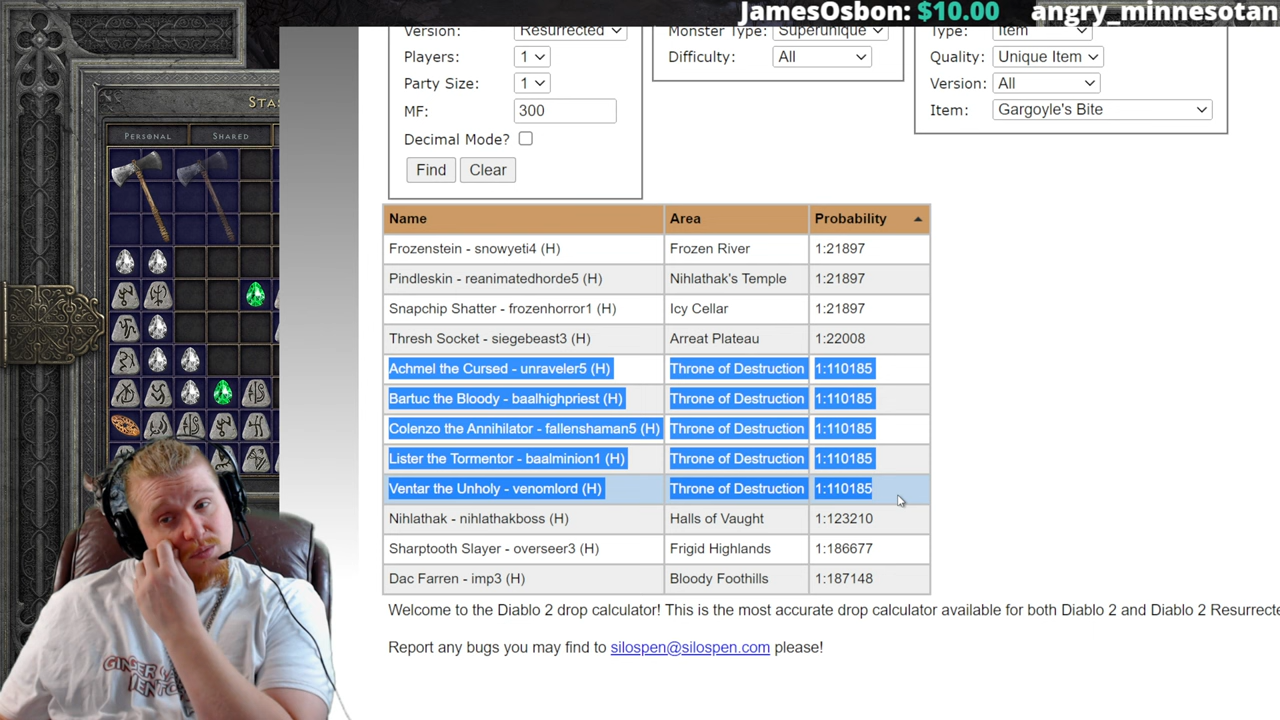 JamesOsbon: $10.00 angry_minnesotan
Version: Resurrected
Monster Type: Superunique
Type: Item
Players: 1
Difficulty: All
Quality: Unique Item
Party Size: 1
Version: All
MF: 300
Item: Gargoyle's Bite
Decimal Mode?
Find Clear
PERSONAL SHARED
Name Area Probability
Frozenstein - snowyeti4 (H) Frozen River 1:21897
Pindleskin - reanimatedhorde5 (H) Nihlathak's Temple 1:21897
Snapchip Shatter - frozenhorror1 (H) Icy Cellar 1:21897
Thresh Socket - siegebeast3 (H) Arreat Plateau 1:22008
Achmel the Cursed - unraveler5 (H) Throne of Destruction 1:110185
Bartuc the Bloody - baalhighpriest (H) Throne of Destruction 1:110185
Colenzo the Annihilator - fallenshaman5 (H) Throne of Destruction 1:110185
Lister the Tormentor - baalminion1 (H) Throne of Destruction 1:110185
Ventar the Unholy - venomlord (H) Throne of Destruction 1:110185
Nihlathak - nihlathakboss (H) Halls of Vaught 1:123210
Sharptooth Slayer - overseer3 (H) Frigid Highlands 1:186677
Dac Farren - imp3 (H) Bloody Foothills 1:187148
Welcome to the Diablo 2 drop calculator! This is the most accurate drop calculator available for both Diablo 2 and Diablo 2 Resurrecte
Report any bugs you may find to silospen@silospen.com please!
GINGER